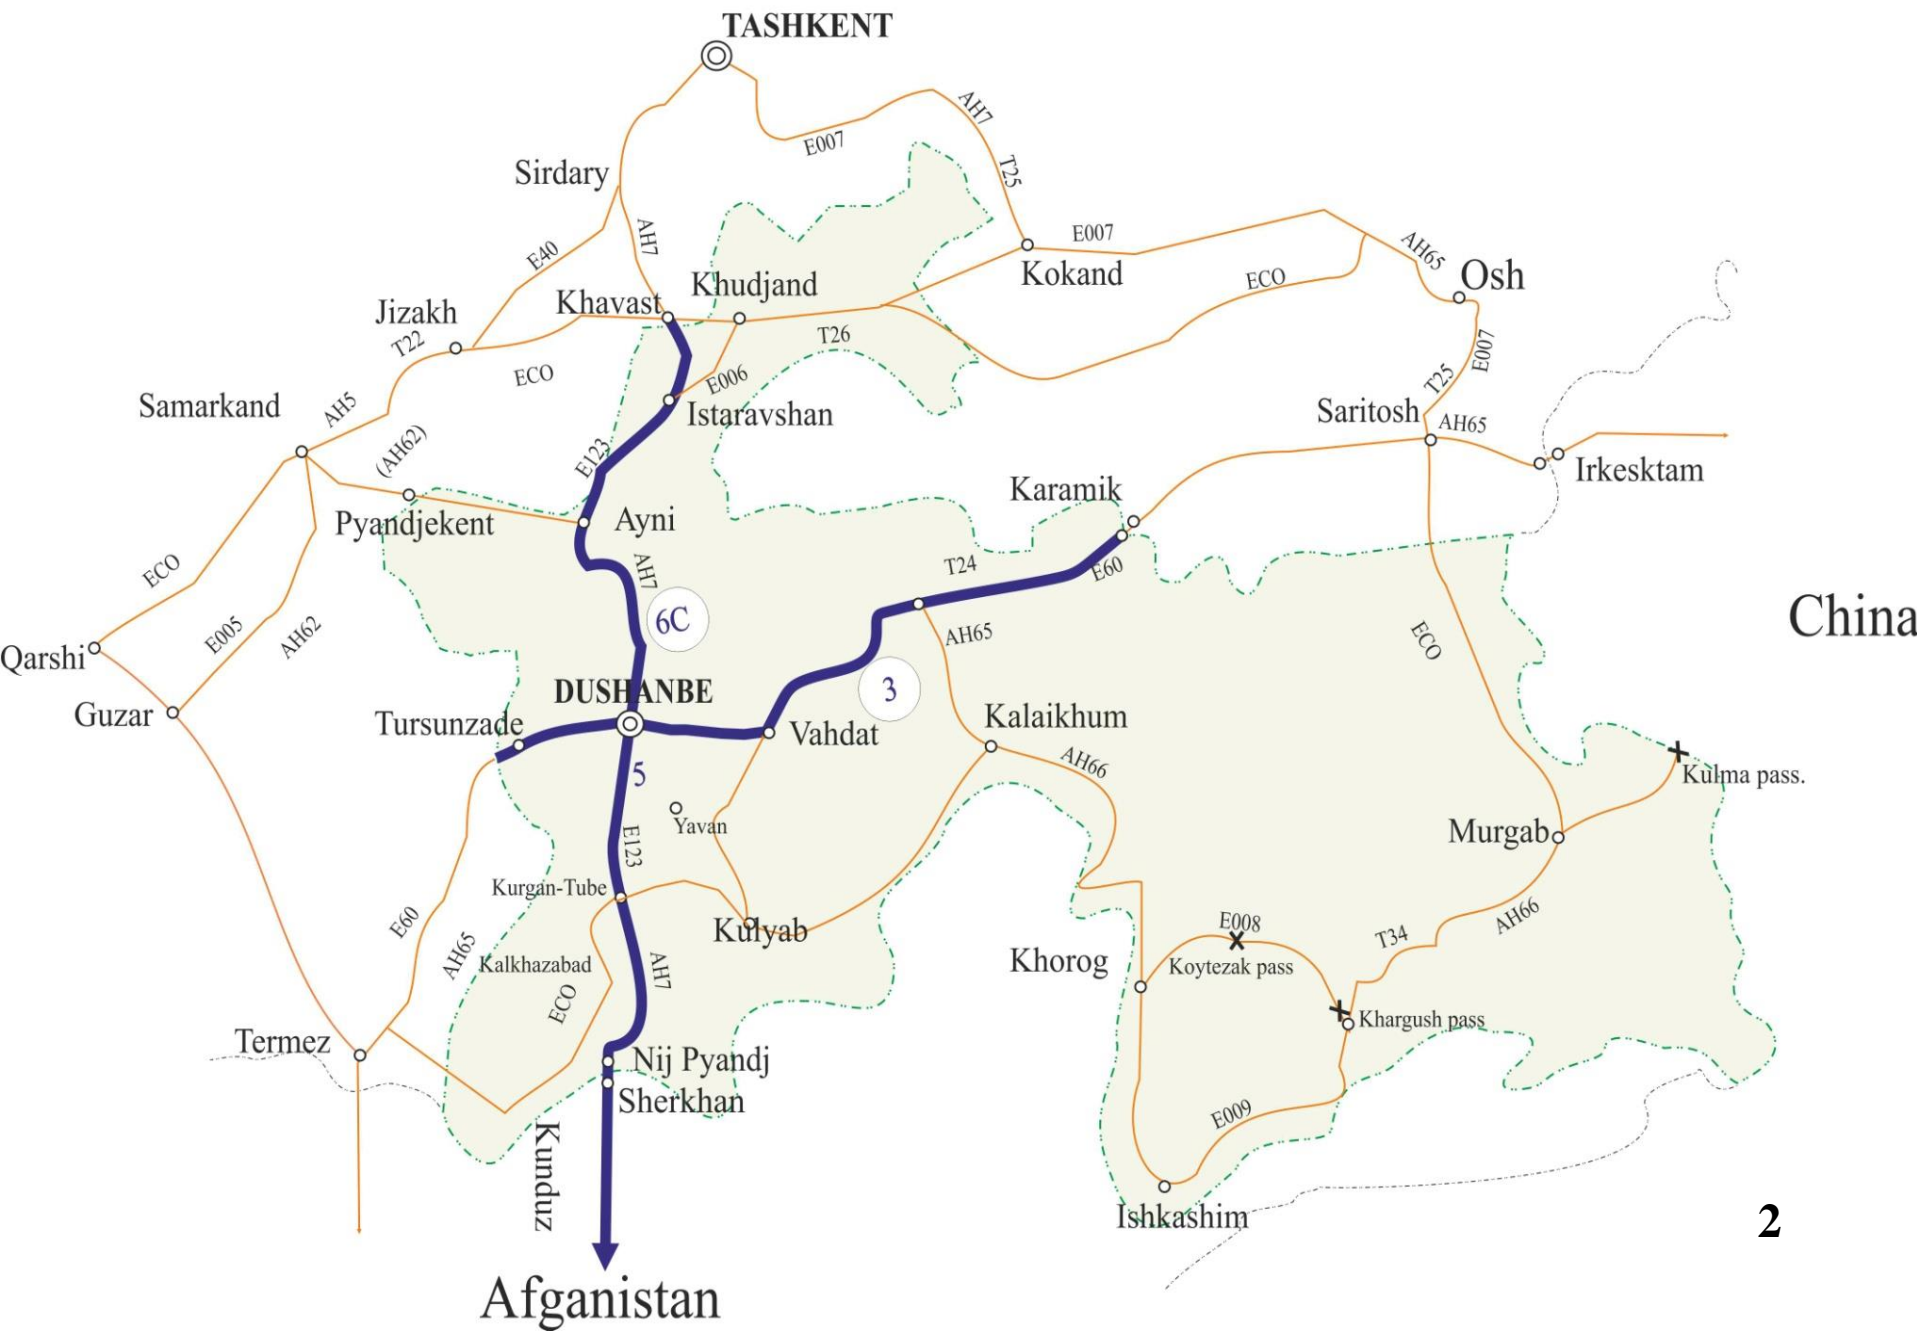 TASHKENT
AH7
E007
T25
Sirdary
AH7
E007
E40
AH65
Kokand
Osh
ECO
Khudjand
Khavast
Jizakh
T22
T26
E007
ECO
E006
T25
Samarkand
AH5
Istaravshan
Saritosh
AH65
(AH62)
E123
Irkesktam
Karamik
Pyandjekent
Ayni
AH7
T24
E60
ECO
6C
China
E005
AH62
AH65
ECO
Qarshi
3
DUSHANBE
Guzar
Tursunzade
Vahdat
Kalaikhum
AH66
5
Kulma pass.
Yavan
E123
Murgab
Kurgan-Tube
E60
Kulyab
E008
AH66
T34
AH65
Kalkhazabad
AH7
Khorog
Koytezak pass
ECO
Khargush pass
Termez
Nij Pyandj
Sherkhan
E009
Kunduz
Ishkashim
2
Afganistan